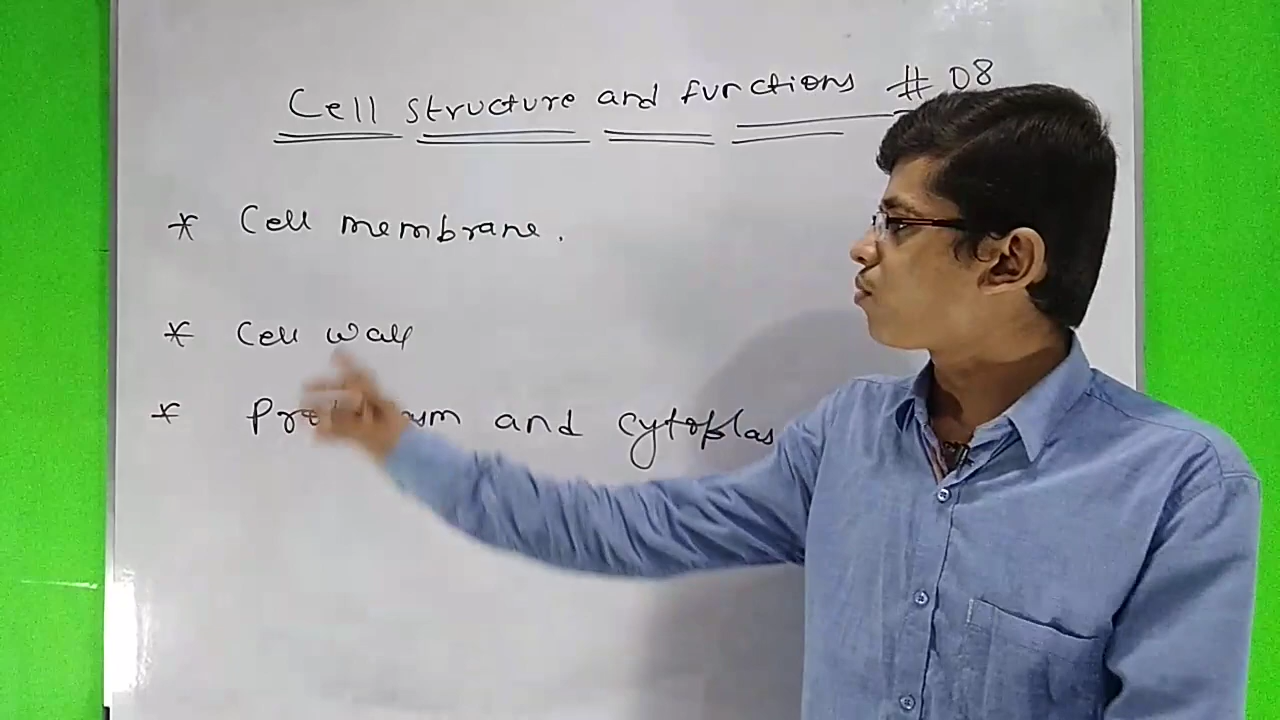 Cell structure and functions # 08
* Cell membrane.
* Cell wall
* and